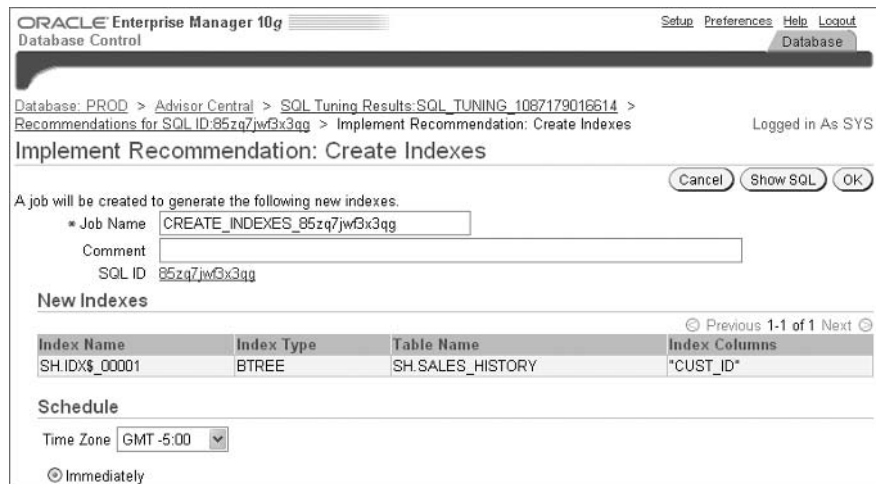 ORACLE Enterprise Manager 10g
Database Control
Setup Preferences Help Logout
Database
Database: PROD > Advisor Central > SQL Tuning Results:SQL_TUNING_1087179016614 >
Recommendations for SQL ID:85zq7jwf3x3qg > Implement Recommendation: Create Indexes
Logged in As SYS
Implement Recommendation: Create Indexes
Cancel Show SQL OK
A job will be created to generate the following new indexes.
* Job Name CREATE_INDEXES_85zq7jwf3x3qg
Comment
SQL ID 85zq7jwf3x3qg
New Indexes
Previous 1-1 of 1 Next
Index Name Index Type Table Name Index Columns
SH.IDX$_00001 BTREE SH.SALES_HISTORY "CUST_ID"
Schedule
Time Zone GMT -5:00
Immediately